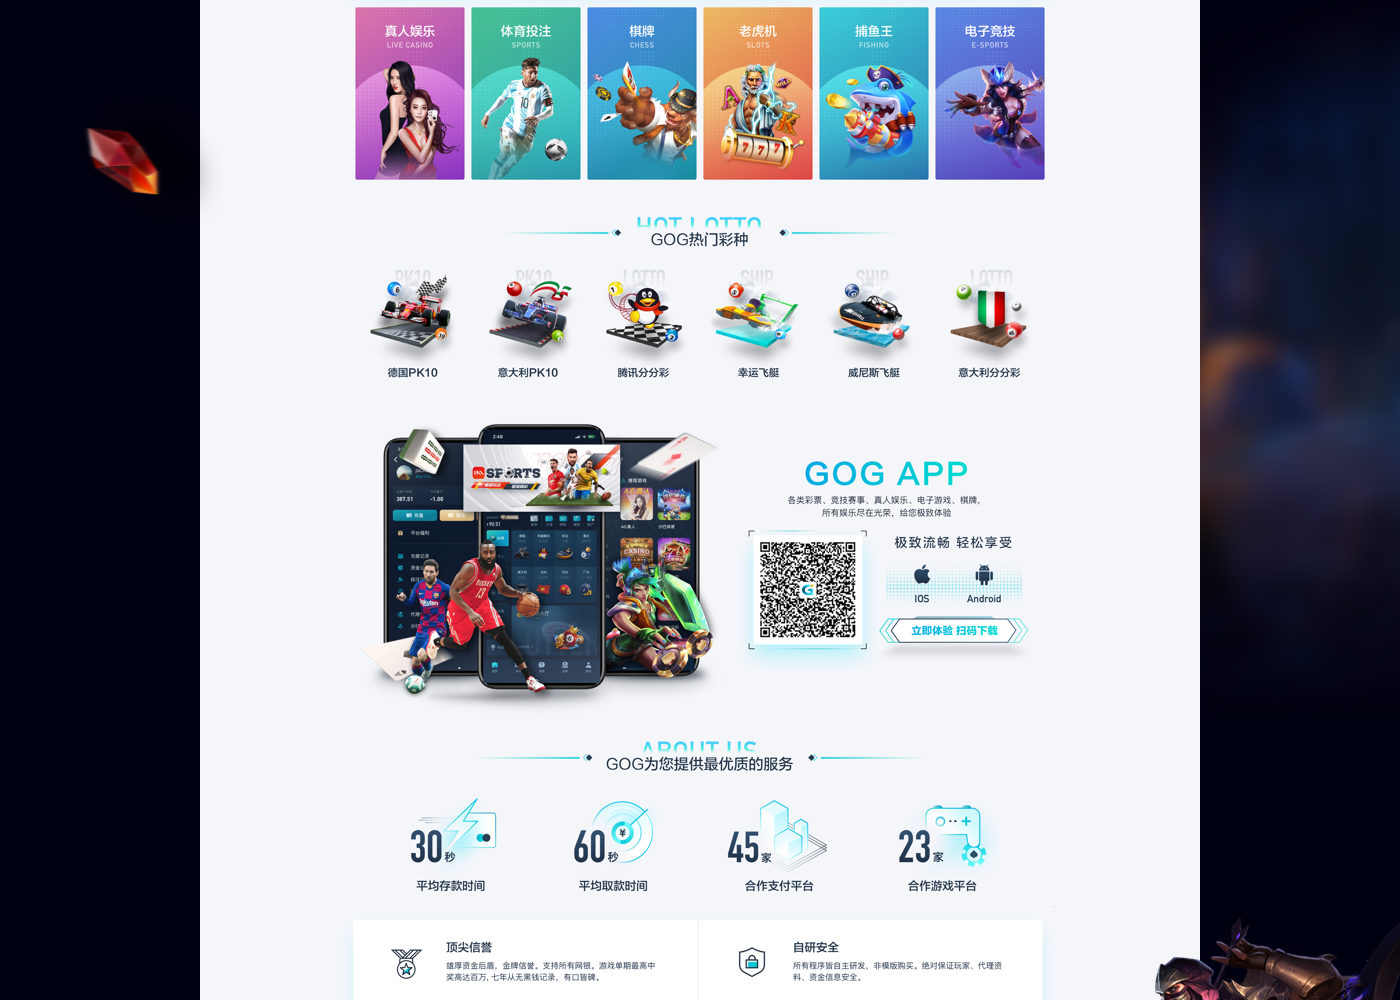 真人娱乐
LIVE CASINO
体育投注
SPORTS
棋牌
CHESS
老虎机
SLOTS
捕鱼王
FISHING
电子竞技
E-SPORTS
HOT LOTTO
GOG热门彩种
PK10
PK10
LOTTO
SHIP
SHIP
LOTTO
德国PK10
意大利PK10
腾讯分分彩
幸运飞艇
威尼斯飞艇
意大利分分彩
2:48
SPORTS
387.51
-1.00
平台福利
+90.51
GOG APP
各类彩票、竞技赛事、真人娱乐、电子游戏、棋牌,
所有娱乐尽在光荣，给您极致体验
极致流畅 轻松享受
IOS
Android
立即体验 扫码下载
ABOUT US
GOG为您提供最优质的服务
30秒
60秒
45家
23家
平均存款时间
平均取款时间
合作支付平台
合作游戏平台
顶尖信誉
雄厚资金后盾，金牌信誉。支持所有网银。游戏单期最高中
奖高达百万, 七年从无黑钱记录，有口皆碑。
自研安全
所有程序皆自主研发，非模版购买。绝对保证玩家、代理资
料、资金信息安全。